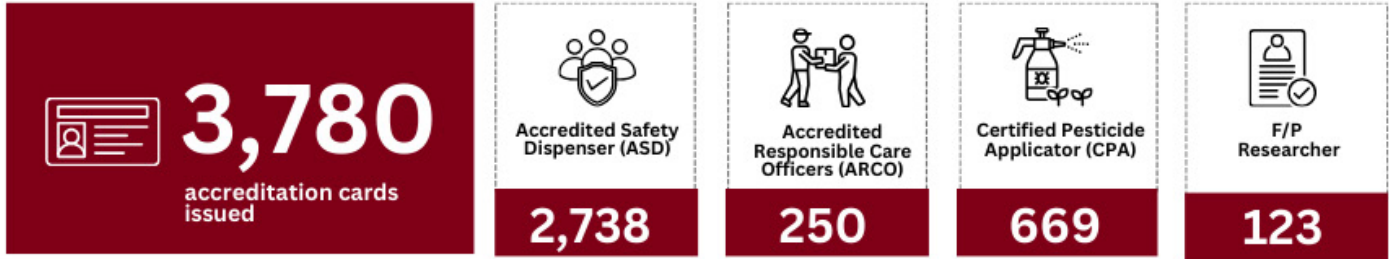 3,780
accreditation cards
issued
Accredited Safety
Dispenser (ASD)
2,738
Accredited
Responsible Care
Officers (ARCO)
250
Certified Pesticide
Applicator (CPA)
669
F/P
Researcher
123